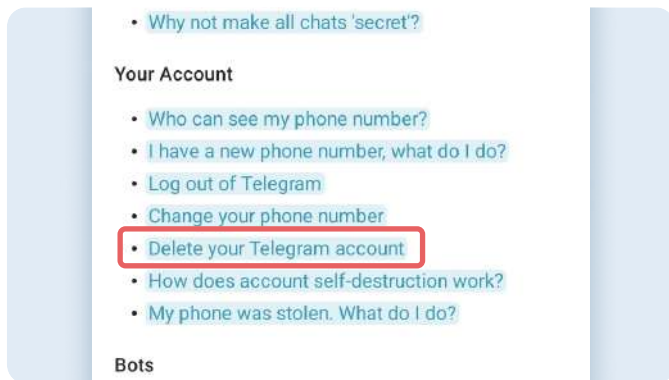 • Why not make all chats 'secret'?
Your Account
• Who can see my phone number?
• I have a new phone number, what do I do?
• Log out of Telegram
• Change your phone number
• Delete your Telegram account
• How does account self-destruction work?
• My phone was stolen. What do I do?
Bots